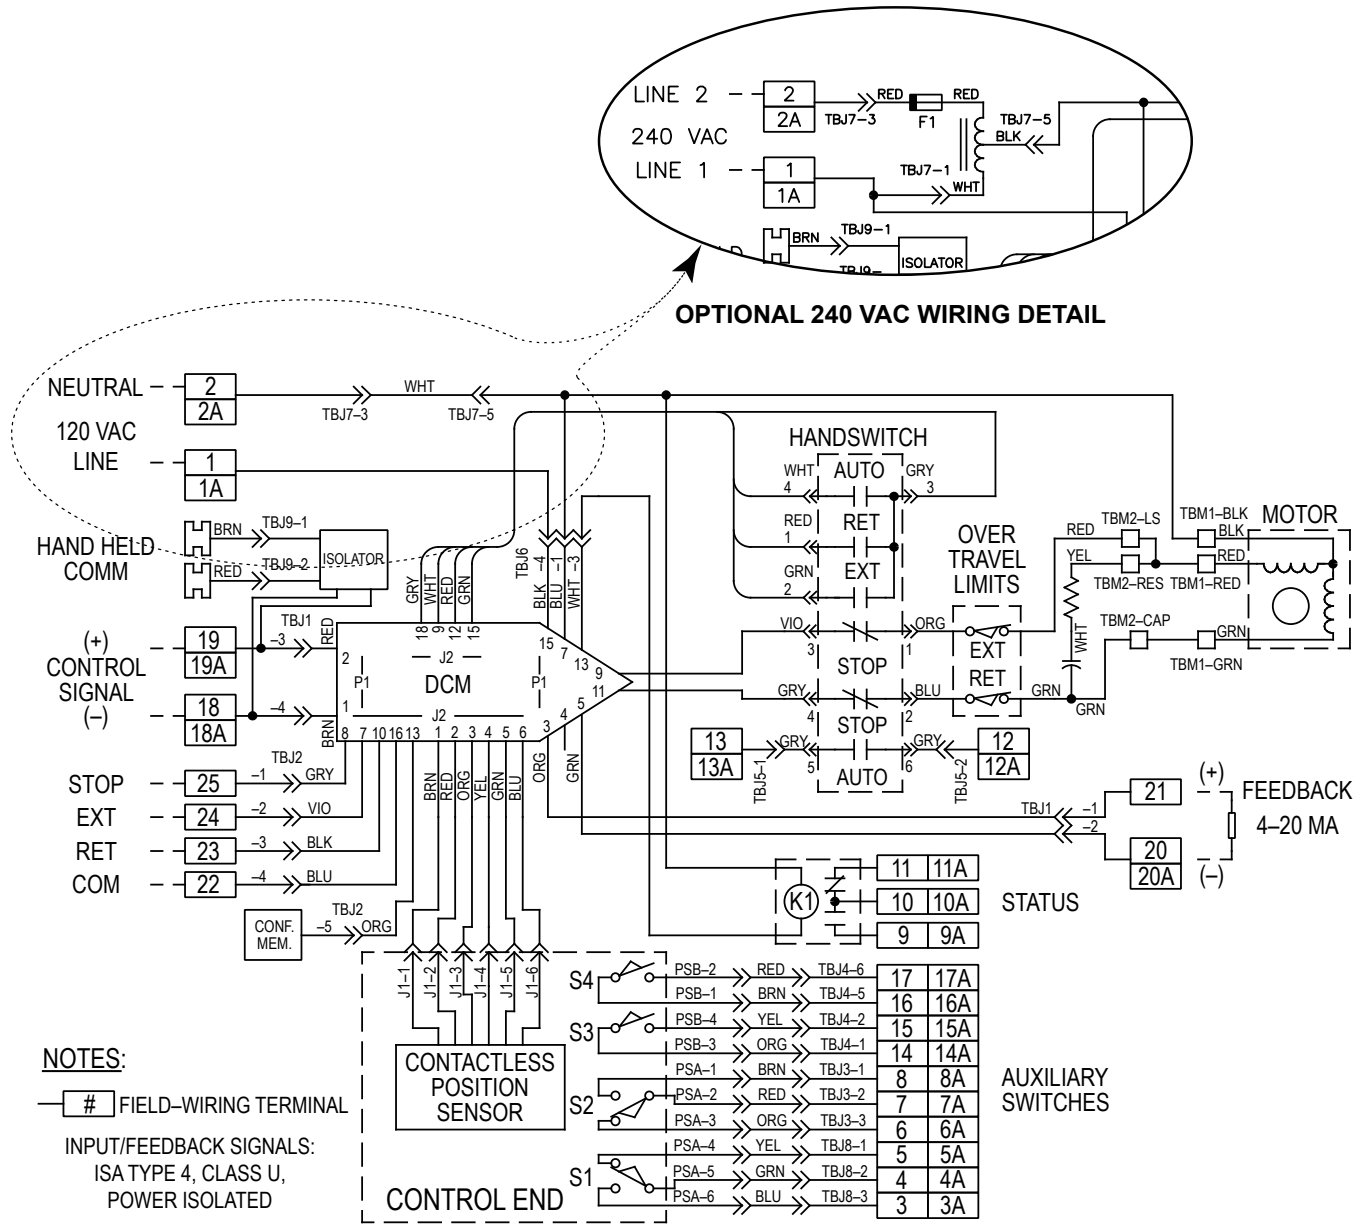 LINE 2
2
2A
TBJ7–3
RED
F1
RED
TBJ7–5
BLK
240 VAC
LINE 1
1
1A
TBJ7–1
WHT
BRN
TBJ9–1
ISOLATOR
OPTIONAL 240 VAC WIRING DETAIL
NEUTRAL
2
2A
TBJ7–3
WHT
TBJ7–5
120 VAC
LINE
1
1A
HAND HELD
COMM
BRN
TBJ9–1
RED
TBJ9–2
ISOLATOR
GRY
WHT
RED
GRN
TBJ6
BLK –4
BLU –1
WHT –3
HANDSWITCH
WHT
4
AUTO
GRY
3
RED
1
RET
GRN
2
EXT
VIO
3
ORG
1
STOP
GRY
4
BLU
2
STOP
GRY
5
GRY
6
AUTO
OVER
TRAVEL
LIMITS
EXT
RET
RED
YEL
WHT
GRN
GRN
TBM2–LS
TBM2–RES
TBM2–CAP
TBM1–BLK
BLK
TBM1–RED
RED
GRN
TBM1–GRN
MOTOR
(+)
CONTROL
SIGNAL
(–)
19
19A
18
18A
TBJ1
–3
RED
–4
BRN
18
9
12
15
J2
2
P1
1
DCM
P1
15
7
13
9
11
5
4
3
J2
8
7
10
16
13
1
2
3
4
5
6
BRN
RED
ORG
YEL
GRN
BLU
ORG
GRN
13
13A
TBJ5–1
TBJ5–2
12
12A
STOP
25
–1
TBJ2
GRY
EXT
24
–2
VIO
RET
23
–3
BLK
COM
22
–4
BLU
CONF.
MEM.
–5
TBJ2
ORG
TBJ1
–1
–2
21
20
20A
(+)
(–)
FEEDBACK
4–20 MA
K1
11 11A
10 10A
9 9A
STATUS
J1–1
J1–2
J1–3
J1–4
J1–5
J1–6
CONTACTLESS
POSITION
SENSOR
CONTROL END
S4
S3
S2
S1
PSB–2 RED TBJ4–6 17 17A
PSB–1 BRN TBJ4–5 16 16A
PSB–4 YEL TBJ4–2 15 15A
PSB–3 ORG TBJ4–1 14 14A
PSA–1 BRN TBJ3–1 8 8A
PSA–2 RED TBJ3–2 7 7A
PSA–3 ORG TBJ3–3 6 6A
PSA–4 YEL TBJ8–1 5 5A
PSA–5 GRN TBJ8–2 4 4A
PSA–6 BLU TBJ8–3 3 3A
AUXILIARY
SWITCHES
NOTES:
# FIELD–WIRING TERMINAL
INPUT/FEEDBACK SIGNALS:
ISA TYPE 4, CLASS U,
POWER ISOLATED